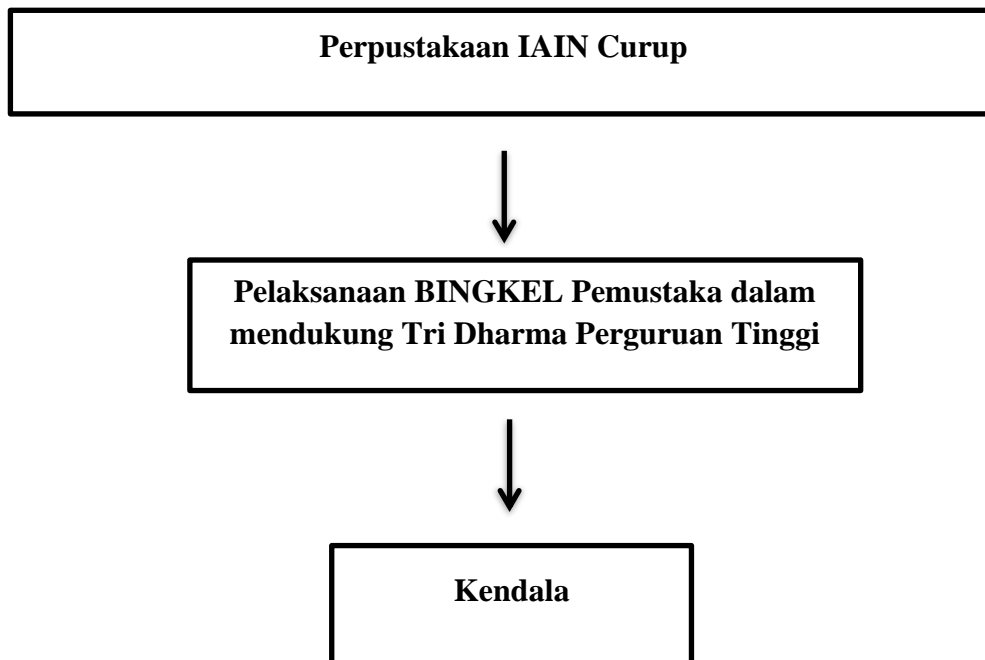 Perpustakaan IAIN Curup
Pelaksanaan BINGKEL Pemustaka dalam
mendukung Tri Dharma Perguruan Tinggi
Kendala